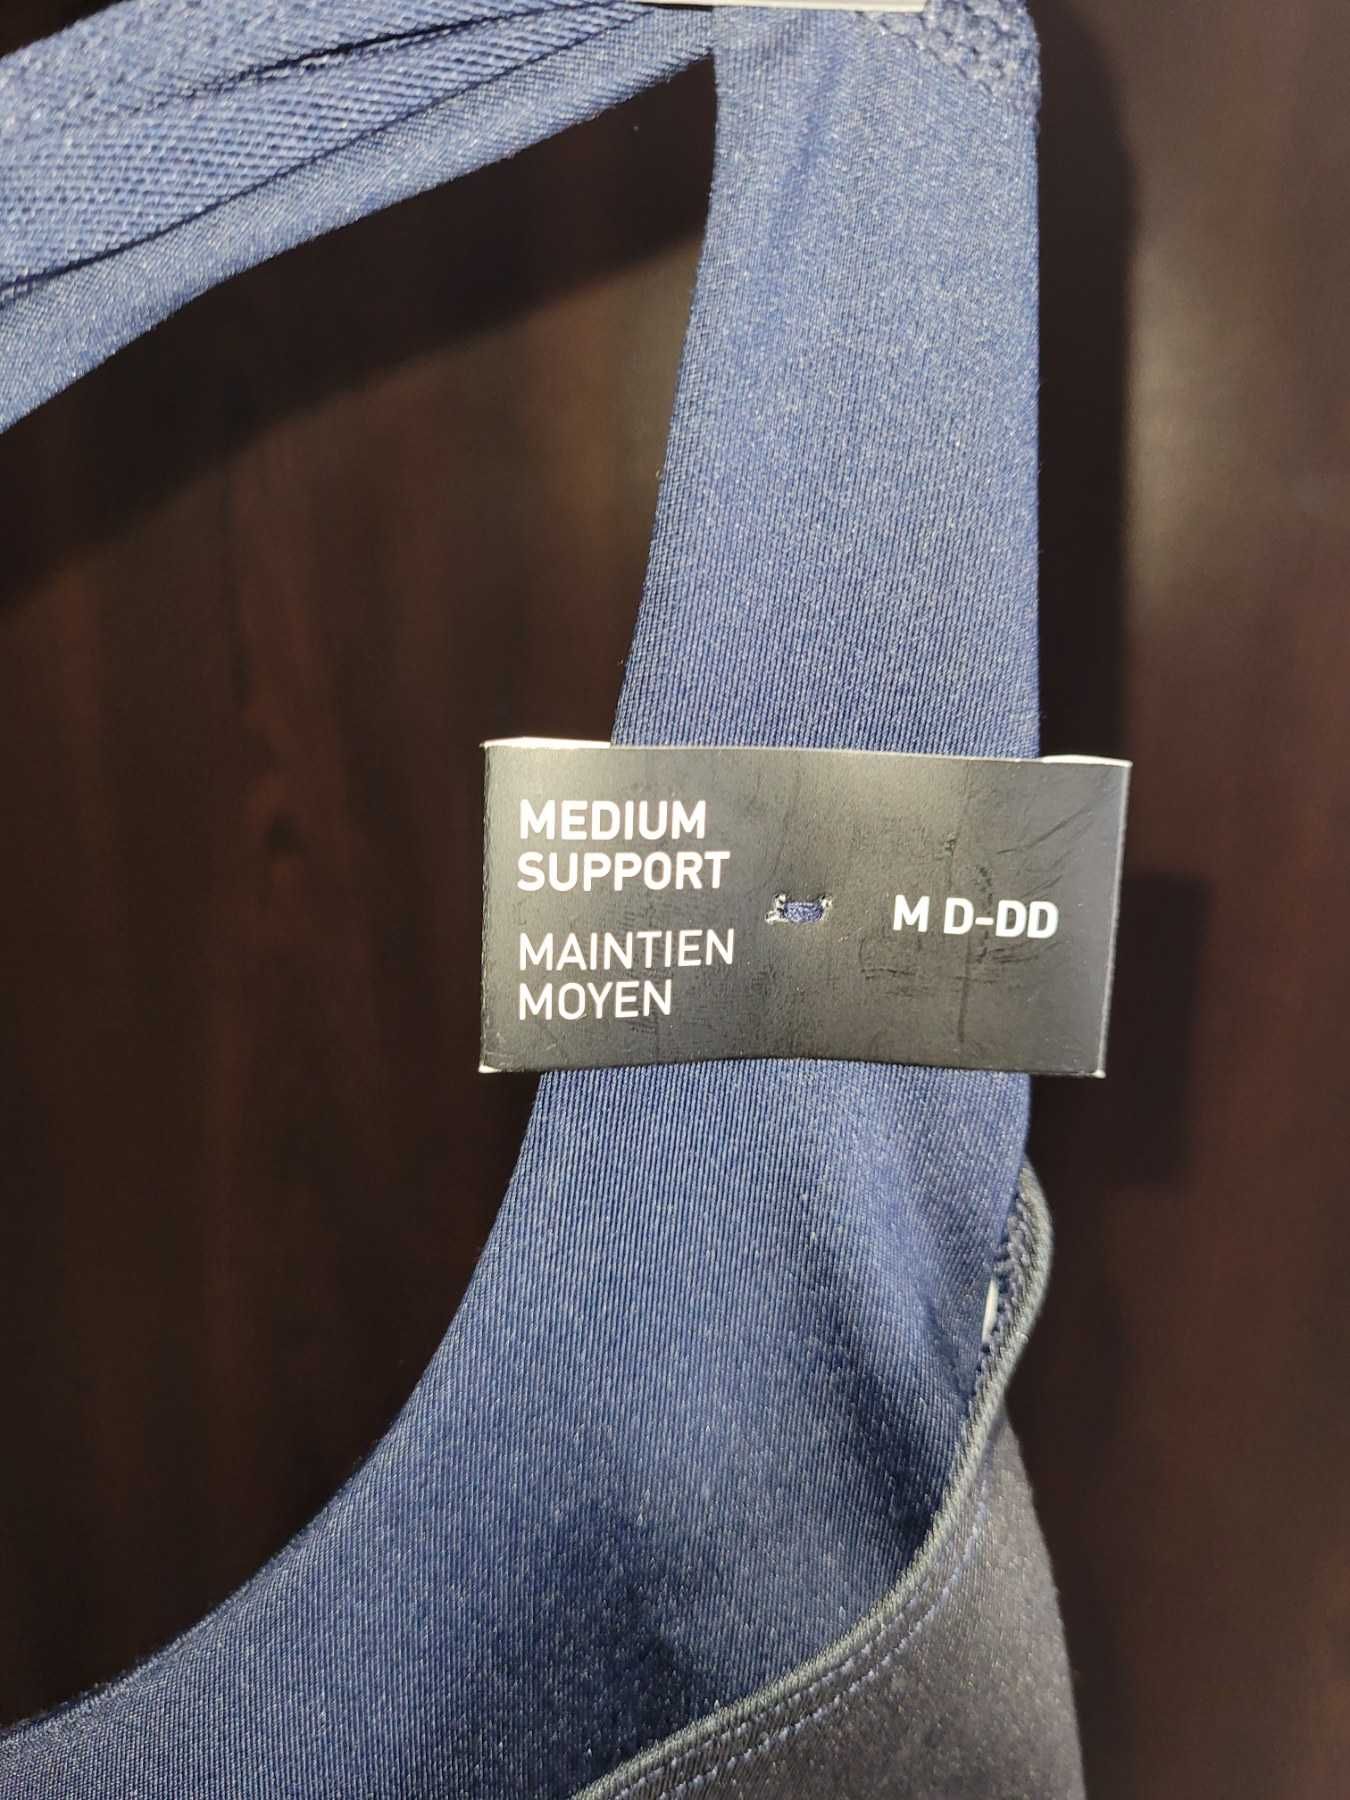 MEDIUM
SUPPORT
MAINTIEN
MOYEN
M D-DD